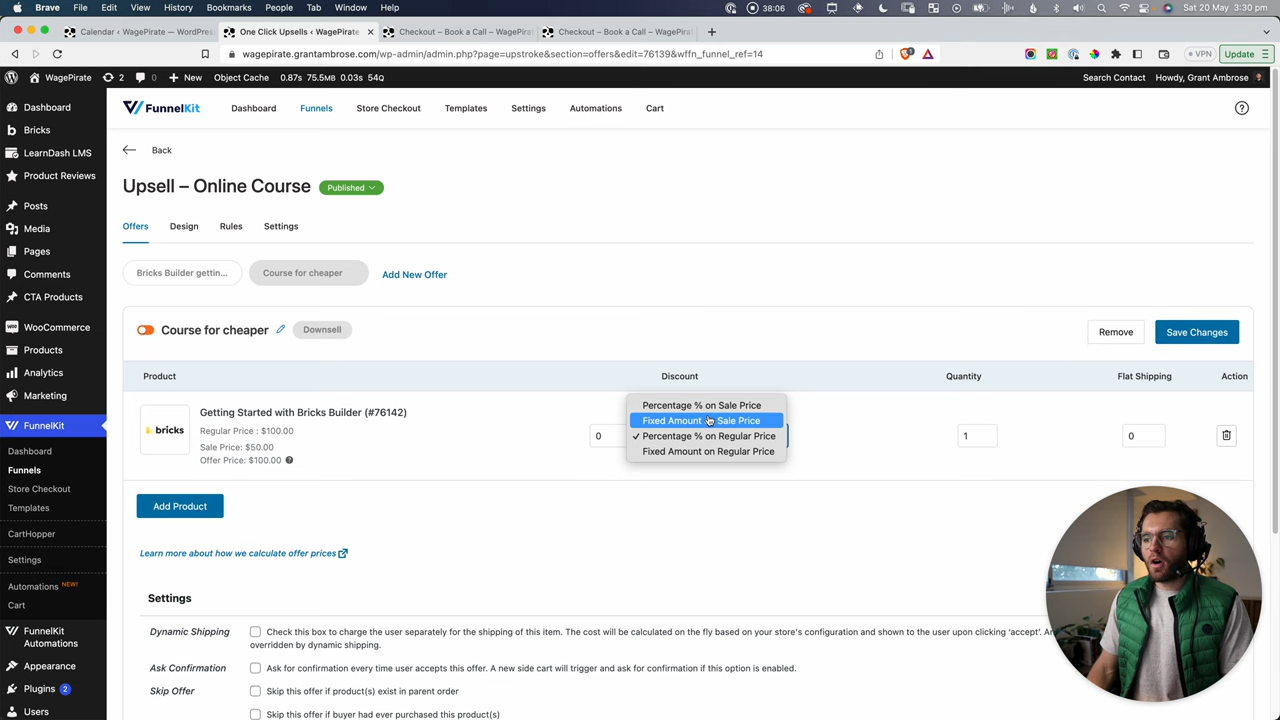 Brave File Edit View History Bookmarks Tab Window Help 38:06 20 May 3:30 PM
Calendar ‹ WagePirate — WordPress
One Click Upsells ‹ WagePirate
Checkout – Book a Call – WagePirate
Checkout – Book a Call – WagePirate
wagepirate.grantambrose.com/wp-admin/admin.php?page=upstroke&section=offers&edit=76139&wffn_funnel_ref=14
VPN Update
WagePirate 2 0 New Object Cache 0.87s 75.5MB 0.03s 54Q Search Contact Howdy, Grant Ambrose
Dashboard
Bricks
LearnDash LMS
Product Reviews
Posts
Media
Pages
Comments
CTA Products
WooCommerce
Products
Analytics
Marketing
FunnelKit
Dashboard
Funnels
Store Checkout
Templates
CartHopper
Settings
Automations NEW!
Cart
FunnelKit
Automations
Appearance
Plugins 2
Users
FunnelKit Dashboard Funnels Store Checkout Templates Settings Automations Cart
Back
Upsell – Online Course Published
Offers Design Rules Settings
Bricks Builder gettin... Course for cheaper Add New Offer
Course for cheaper Downsell Remove Save Changes
Product Discount Quantity Flat Shipping Action
bricks
Getting Started with Bricks Builder (#76142)
Regular Price : $100.00
Sale Price: $50.00
Offer Price: $100.00
0
Percentage % on Sale Price
Fixed Amount on Sale Price
✓ Percentage % on Regular Price
Fixed Amount on Regular Price
1
0
Add Product
Learn more about how we calculate offer prices
Settings
Dynamic Shipping Check this box to charge the user separately for the shipping of this item. The cost will be calculated on the fly based on your store's configuration and shown to the user upon clicking 'accept'.
overridden by dynamic shipping.
Ask Confirmation Ask for confirmation every time user accepts this offer. A new side cart will trigger and ask for confirmation if this option is enabled.
Skip Offer Skip this offer if product(s) exist in parent order
Skip this offer if buyer had ever purchased this product(s)